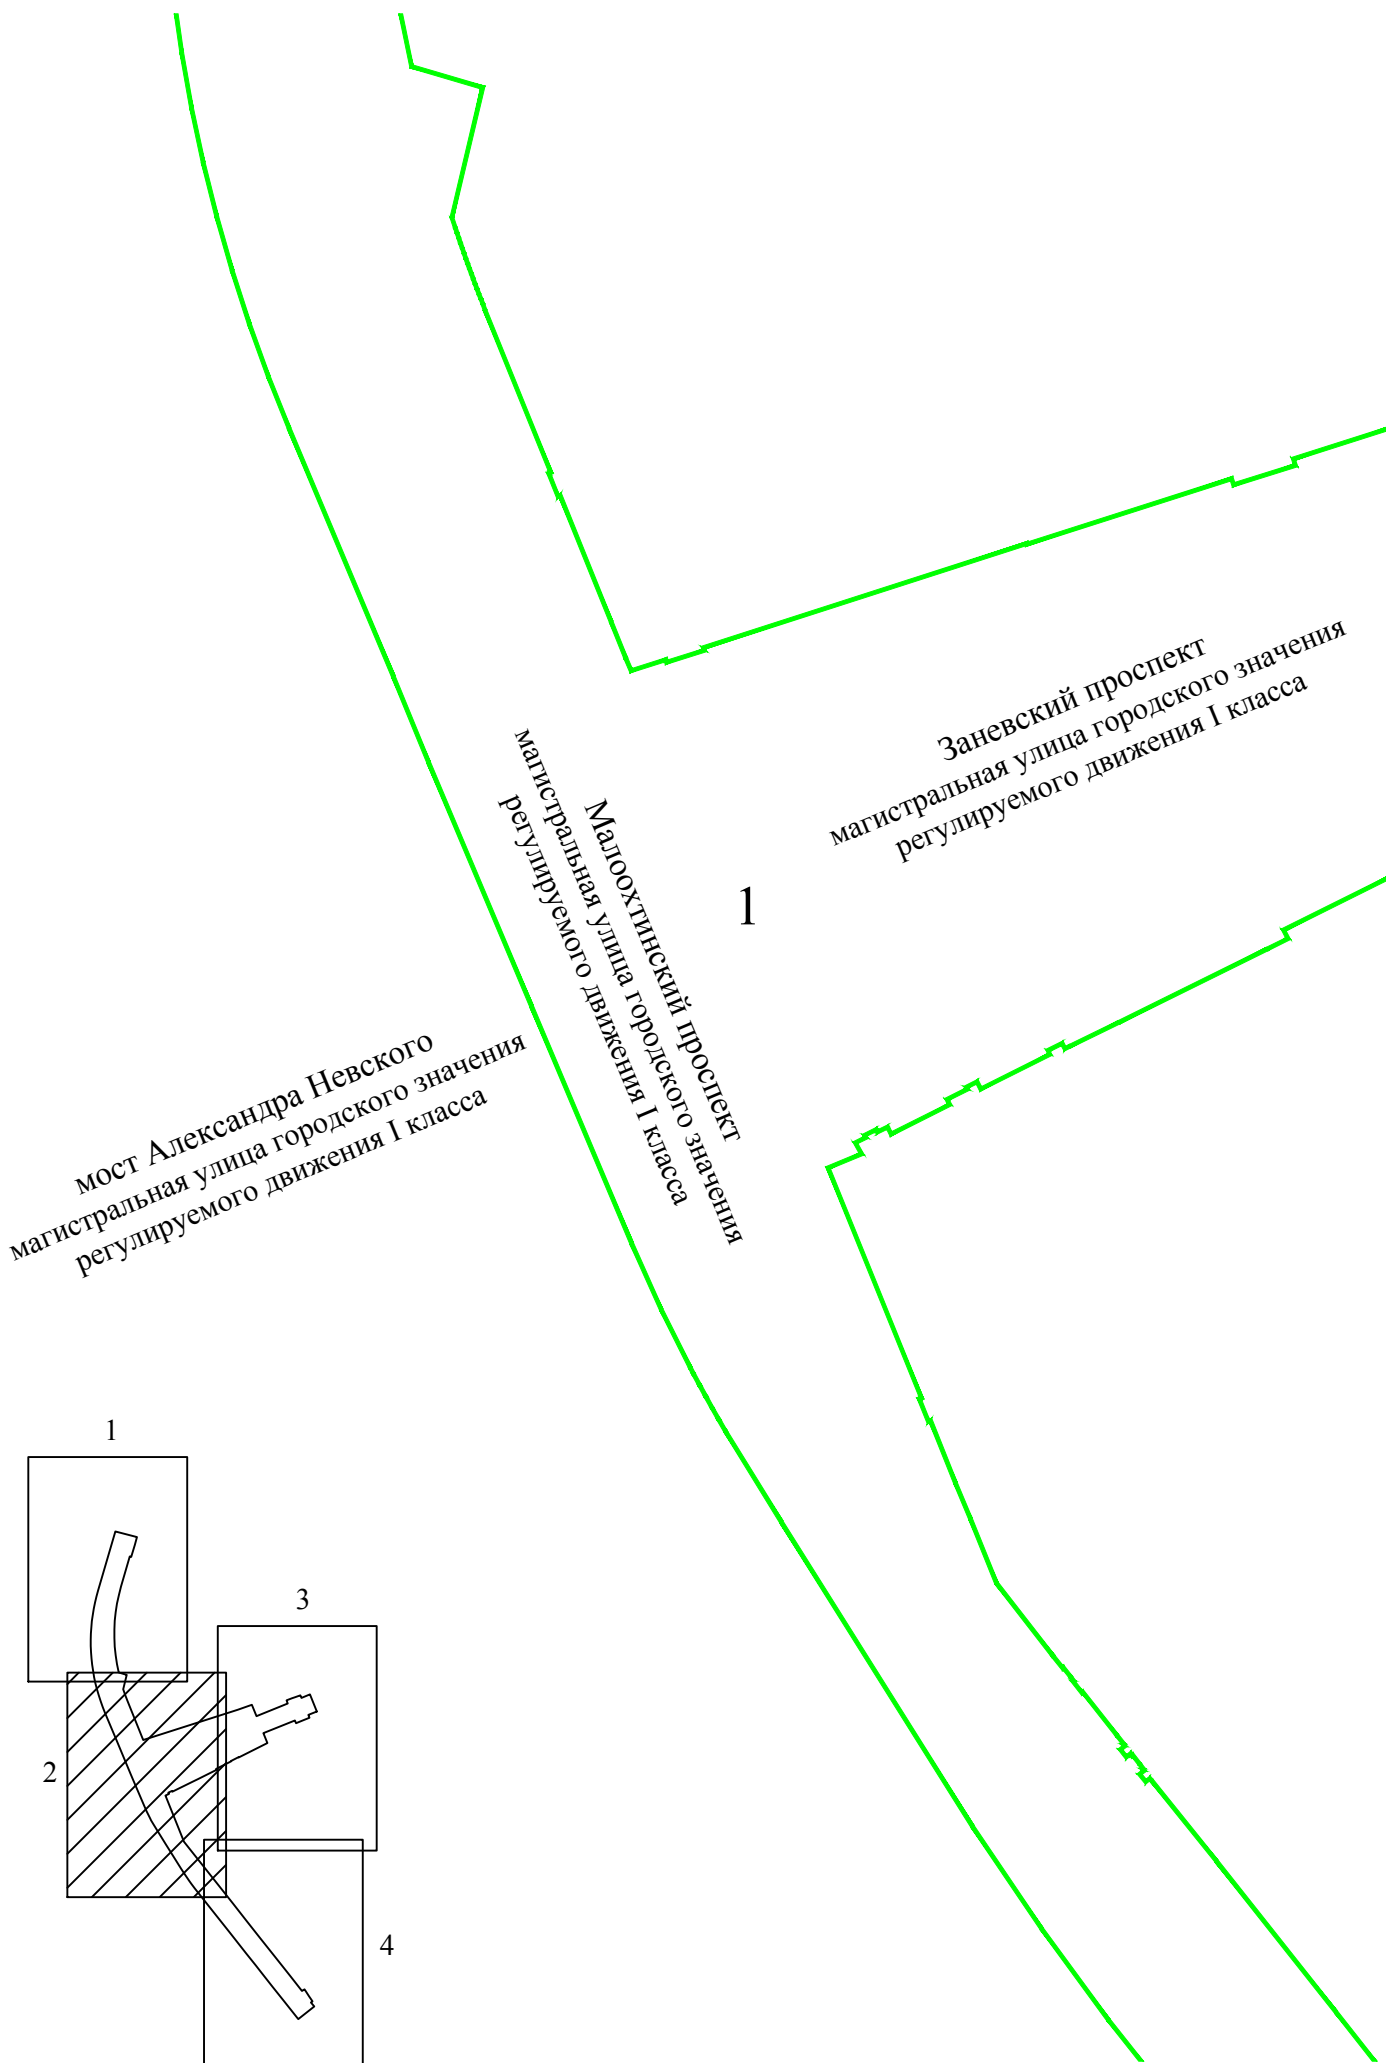 Заневский проспект
магистральная улица городского значения
регулируемого движения I класса
Малоохтинский проспект
магистральная улица городского значения
регулируемого движения I класса
1
мост Александра Невского
магистральная улица городского значения
регулируемого движения I класса
1
3
2
4